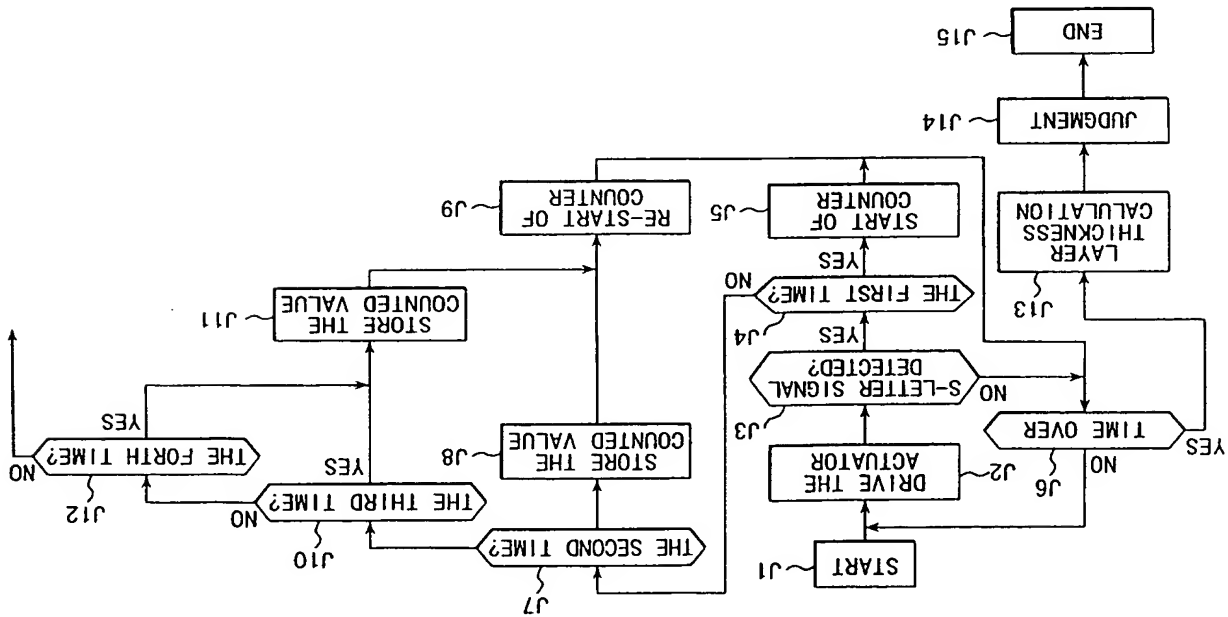 J1
START
J2
DRIVE THE
ACTUATOR
J3
S-LETTER SIGNAL
DETECTED?
NO
YES
J4
THE FIRST TIME?
NO
YES
J5
START OF
COUNTER
J6
TIME OVER
NO
YES
J7
THE SECOND TIME?
J8
STORE THE
COUNTED VALUE
J9
RE-START OF
COUNTER
J10
THE THIRD TIME?
NO
YES
J11
STORE THE
COUNTED VALUE
J12
THE FORTH TIME?
NO
YES
J13
LAYER
THICKNESS
CALCULATION
J14
JUDGMENT
J15
END